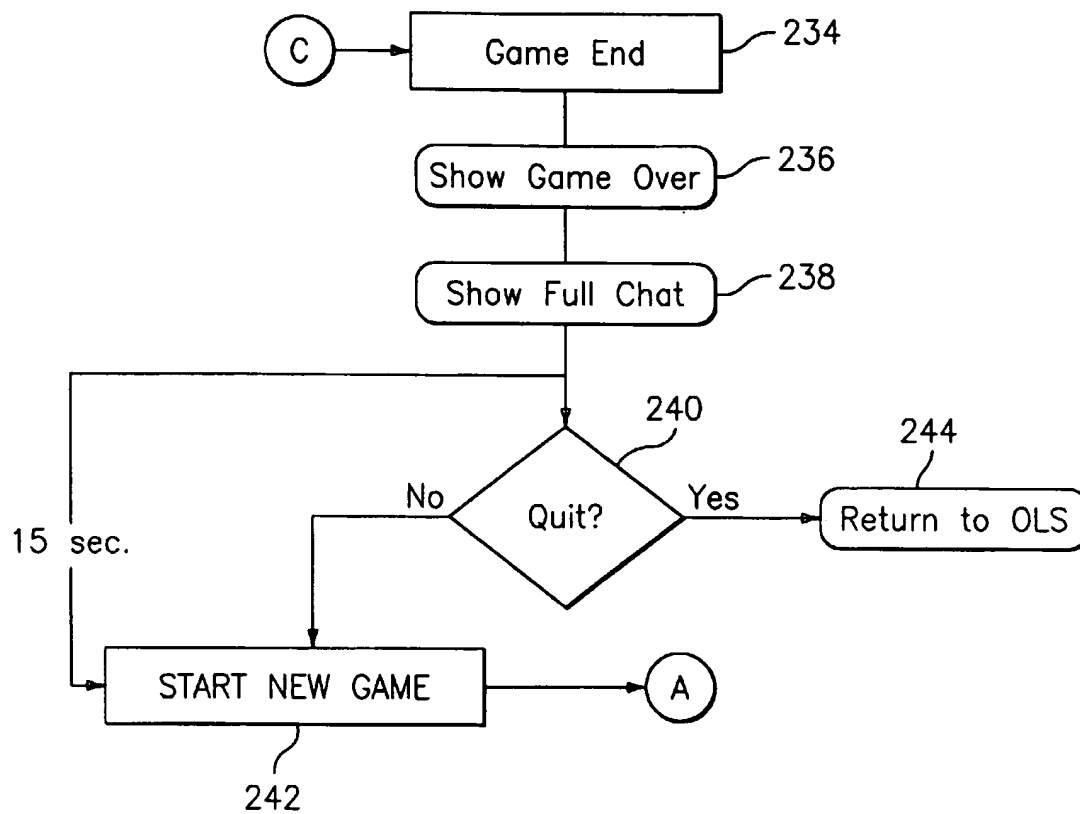 C
Game End
234
Show Game Over
236
Show Full Chat
238
240
244
No
Quit?
Yes
Return to OLS
15 sec.
START NEW GAME
A
242